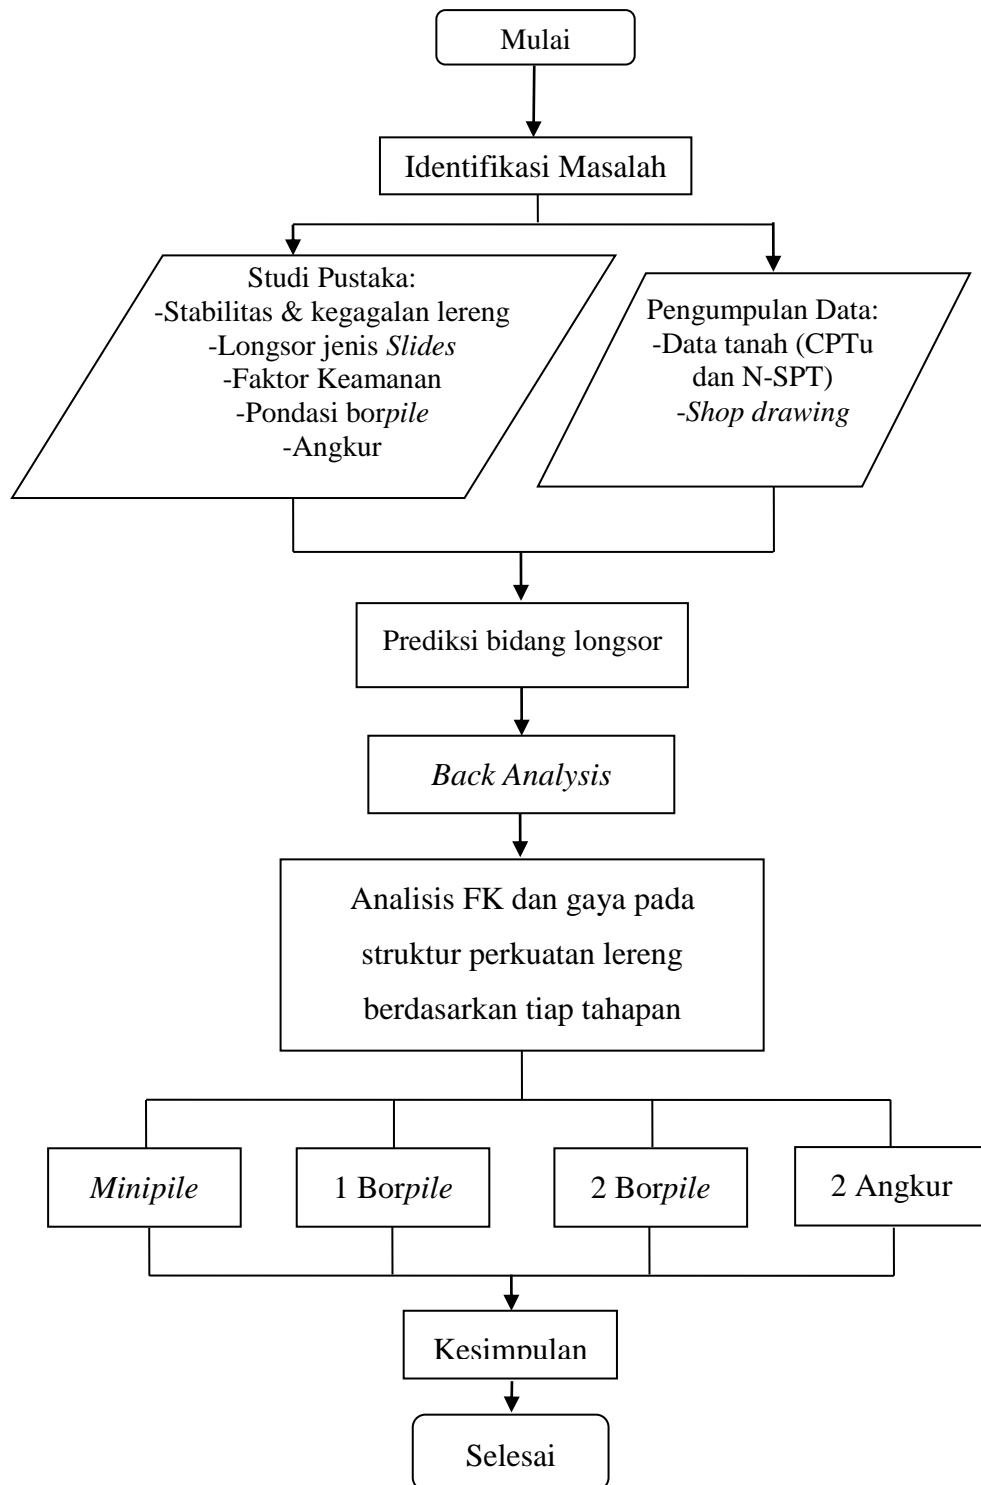 Mulai
Identifikasi Masalah
Studi Pustaka:
-Stabilitas & kegagalan lereng
-Longsor jenis Slides
-Faktor Keamanan
-Pondasi borpile
-Angkur
Pengumpulan Data:
-Data tanah (CPTu
dan N-SPT)
-Shop drawing
Prediksi bidang longsor
Back Analysis
Analisis FK dan gaya pada
struktur perkuatan lereng
berdasarkan tiap tahapan
Minipile
1 Borpile
2 Borpile
2 Angkur
Kesimpulan
Selesai